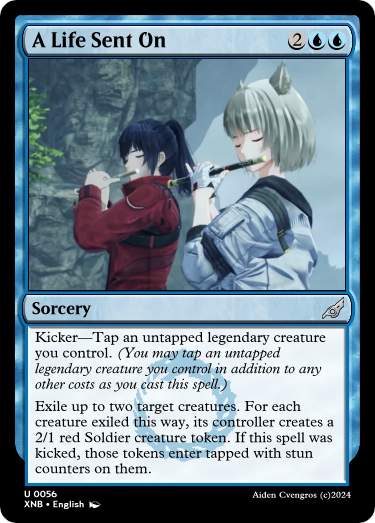 A Life Sent On 2
Sorcery
Kicker—Tap an untapped legendary creature
you control. (You may tap an untapped
legendary creature you control in addition to any
other costs as you cast this spell.)
Exile up to two target creatures. For each
creature exiled this way, its controller creates a
2/1 red Soldier creature token. If this spell was
kicked, those tokens enter tapped with stun
counters on them.
U 0056
XNB • English Aiden Cvengros (c)2024